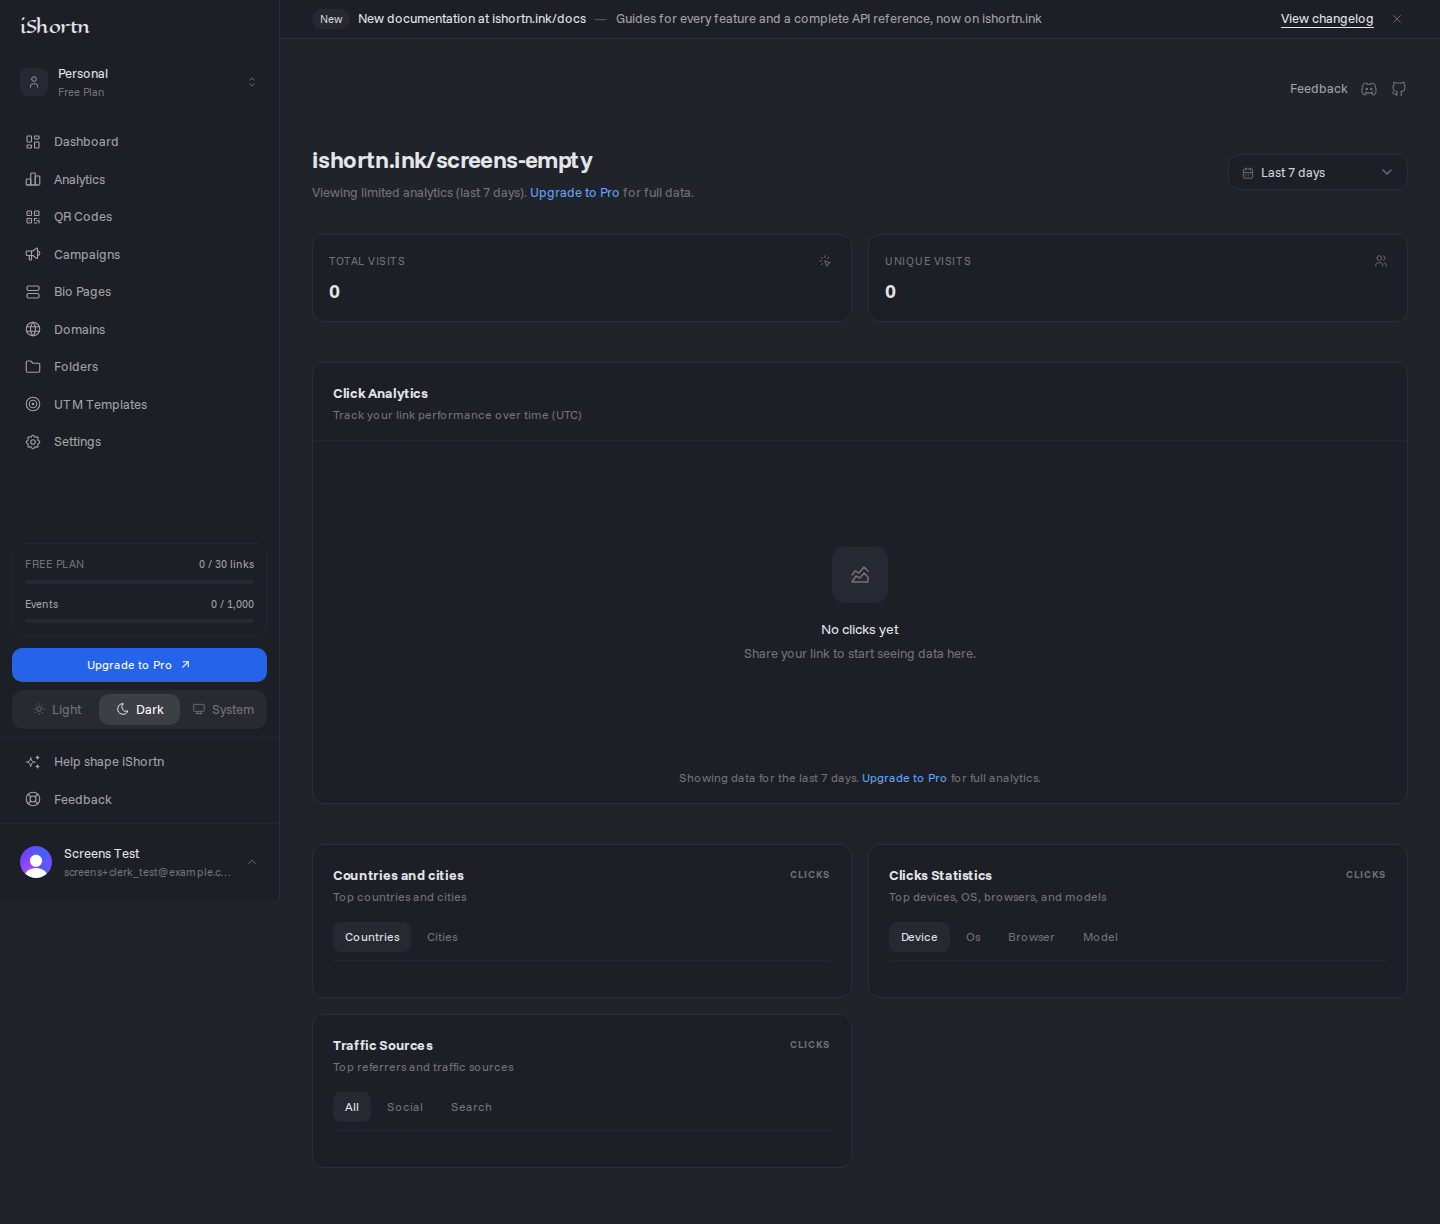 iShortn
Personal
Free Plan
Dashboard
Analytics
QR Codes
Campaigns
Bio Pages
Domains
Folders
UTM Templates
Settings
FREE PLAN 0 / 30 links
Events 0 / 1,000
Upgrade to Pro
Light Dark System
Help shape iShortn
Feedback
Screens Test
screens+clerk_test@example.c...
New New documentation at ishortn.ink/docs — Guides for every feature and a complete API reference, now on ishortn.ink View changelog
Feedback
ishortn.ink/screens-empty
Viewing limited analytics (last 7 days). Upgrade to Pro for full data.
Last 7 days
TOTAL VISITS
0
UNIQUE VISITS
0
Click Analytics
Track your link performance over time (UTC)
No clicks yet
Share your link to start seeing data here.
Showing data for the last 7 days. Upgrade to Pro for full analytics.
Countries and cities CLICKS
Top countries and cities
Countries Cities
Clicks Statistics CLICKS
Top devices, OS, browsers, and models
Device Os Browser Model
Traffic Sources CLICKS
Top referrers and traffic sources
All Social Search